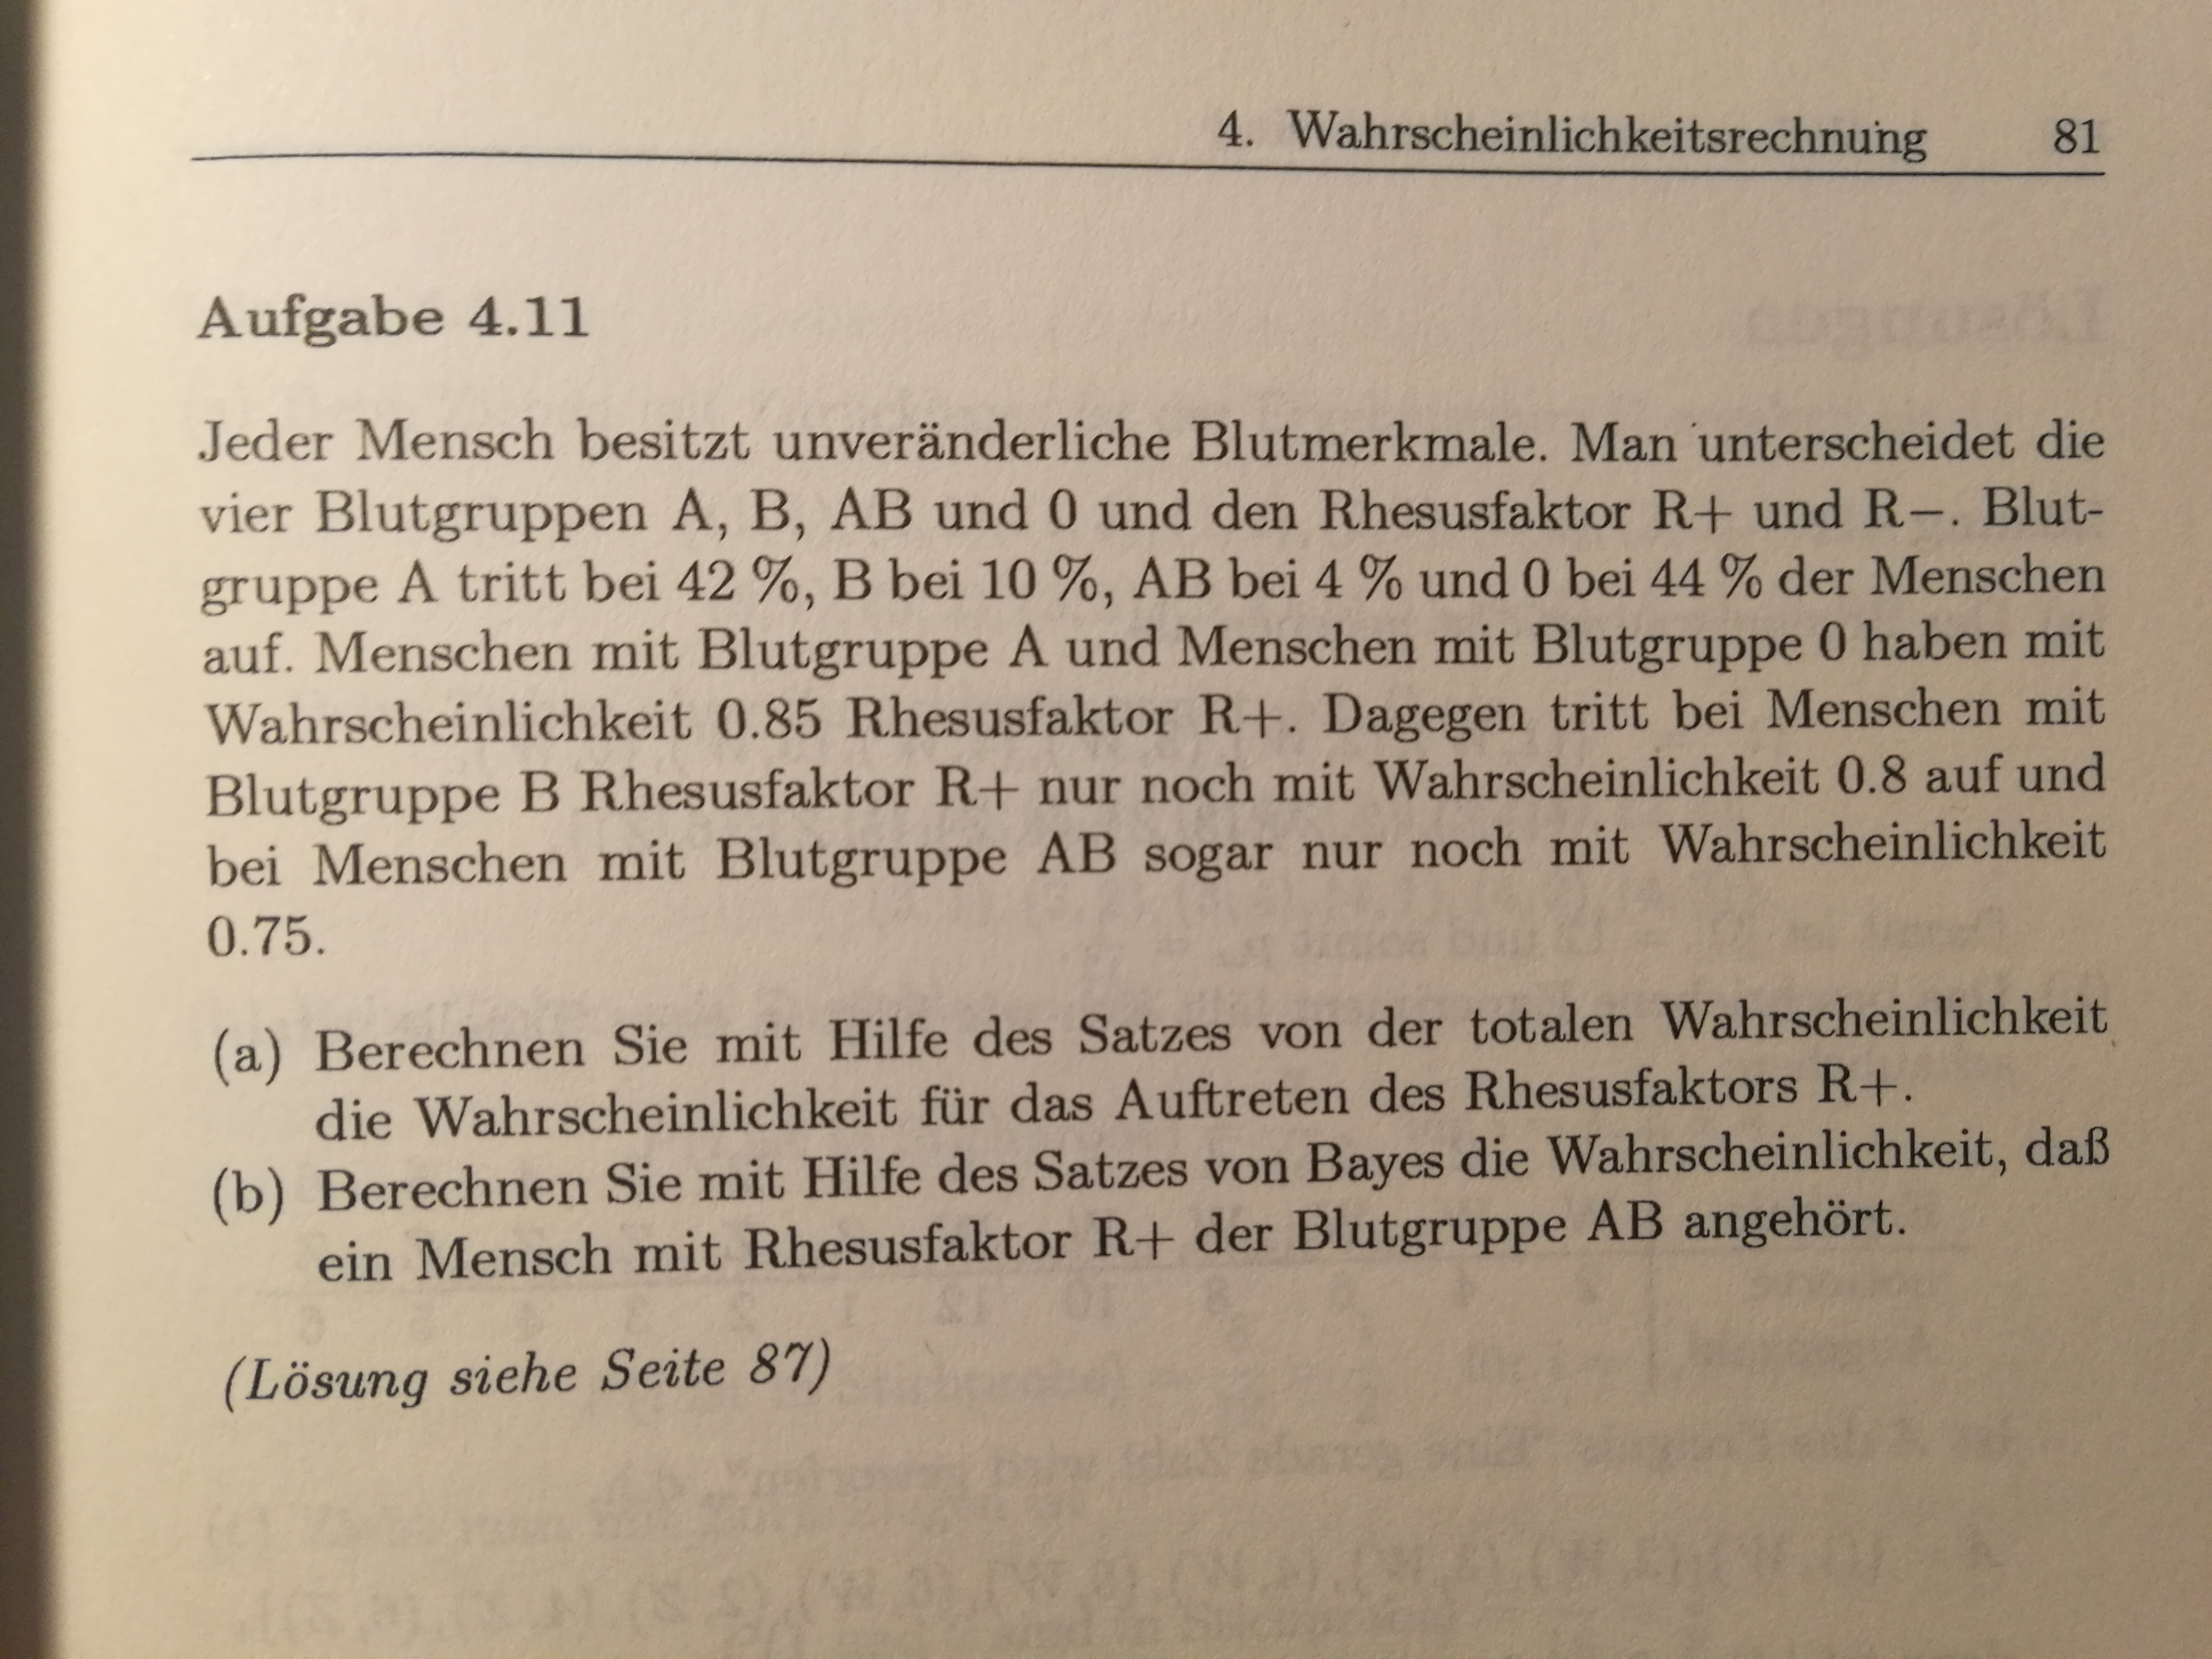 4. Wahrscheinlichkeitsrechnung 81
Aufgabe 4.11
Jeder Mensch besitzt unveränderliche Blutmerkmale. Man unterscheidet die
vier Blutgruppen A, B, AB und 0 und den Rhesusfaktor R+ und R−. Blut-
gruppe A tritt bei 42 %, B bei 10 %, AB bei 4 % und 0 bei 44 % der Menschen
auf. Menschen mit Blutgruppe A und Menschen mit Blutgruppe 0 haben mit
Wahrscheinlichkeit 0.85 Rhesusfaktor R+. Dagegen tritt bei Menschen mit
Blutgruppe B Rhesusfaktor R+ nur noch mit Wahrscheinlichkeit 0.8 auf und
bei Menschen mit Blutgruppe AB sogar nur noch mit Wahrscheinlichkeit
0.75.
(a) Berechnen Sie mit Hilfe des Satzes von der totalen Wahrscheinlichkeit
die Wahrscheinlichkeit für das Auftreten des Rhesusfaktors R+.
(b) Berechnen Sie mit Hilfe des Satzes von Bayes die Wahrscheinlichkeit, daß
ein Mensch mit Rhesusfaktor R+ der Blutgruppe AB angehört.
(Lösung siehe Seite 87)